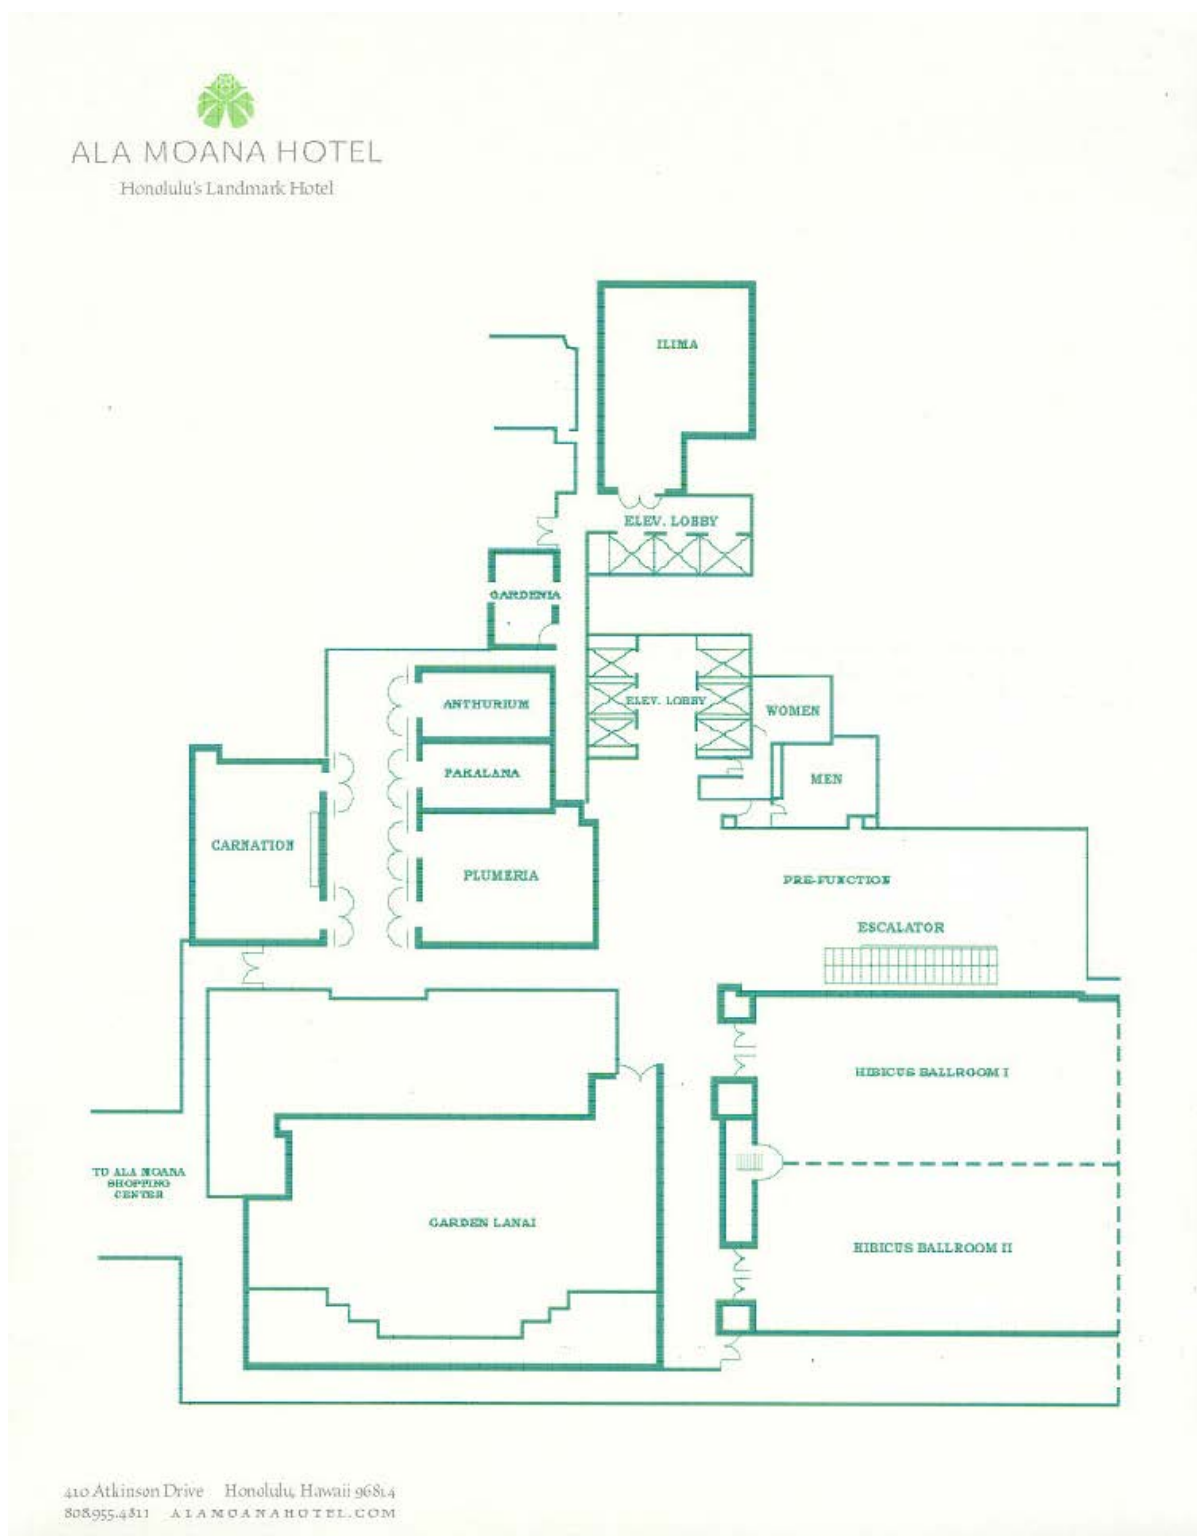 ALA MOANA HOTEL
Honolulu's Landmark Hotel
ILIMA
ELEV. LOBBY
GARDENIA
ANTHURIUM
ELEV. LOBBY
WOMEN
PAKALANA
MEN
CARNATION
PLUMERIA
PRE-FUNCTION
ESCALATOR
HIBICUS BALLROOM I
TO ALA MOANA
SHOPPING
CENTER
GARDEN LANAI
HIBICUS BALLROOM II
410 Atkinson Drive Honolulu, Hawaii 96814
808.955.4811 ALAMOANAHOTEL.COM